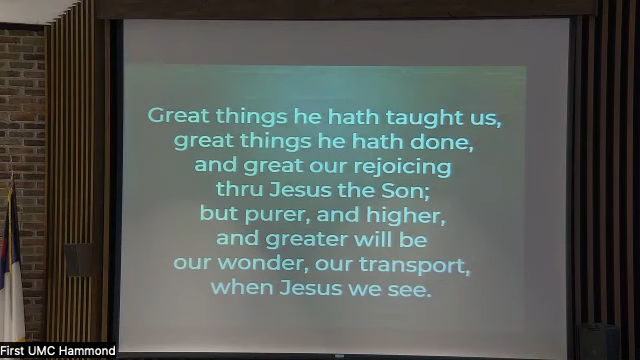 Great things he hath taught us,
great things he hath done,
and great our rejoicing
thru Jesus the Son;
but purer, and higher,
and greater will be
our wonder, our transport,
when Jesus we see.
First UMC Hammond